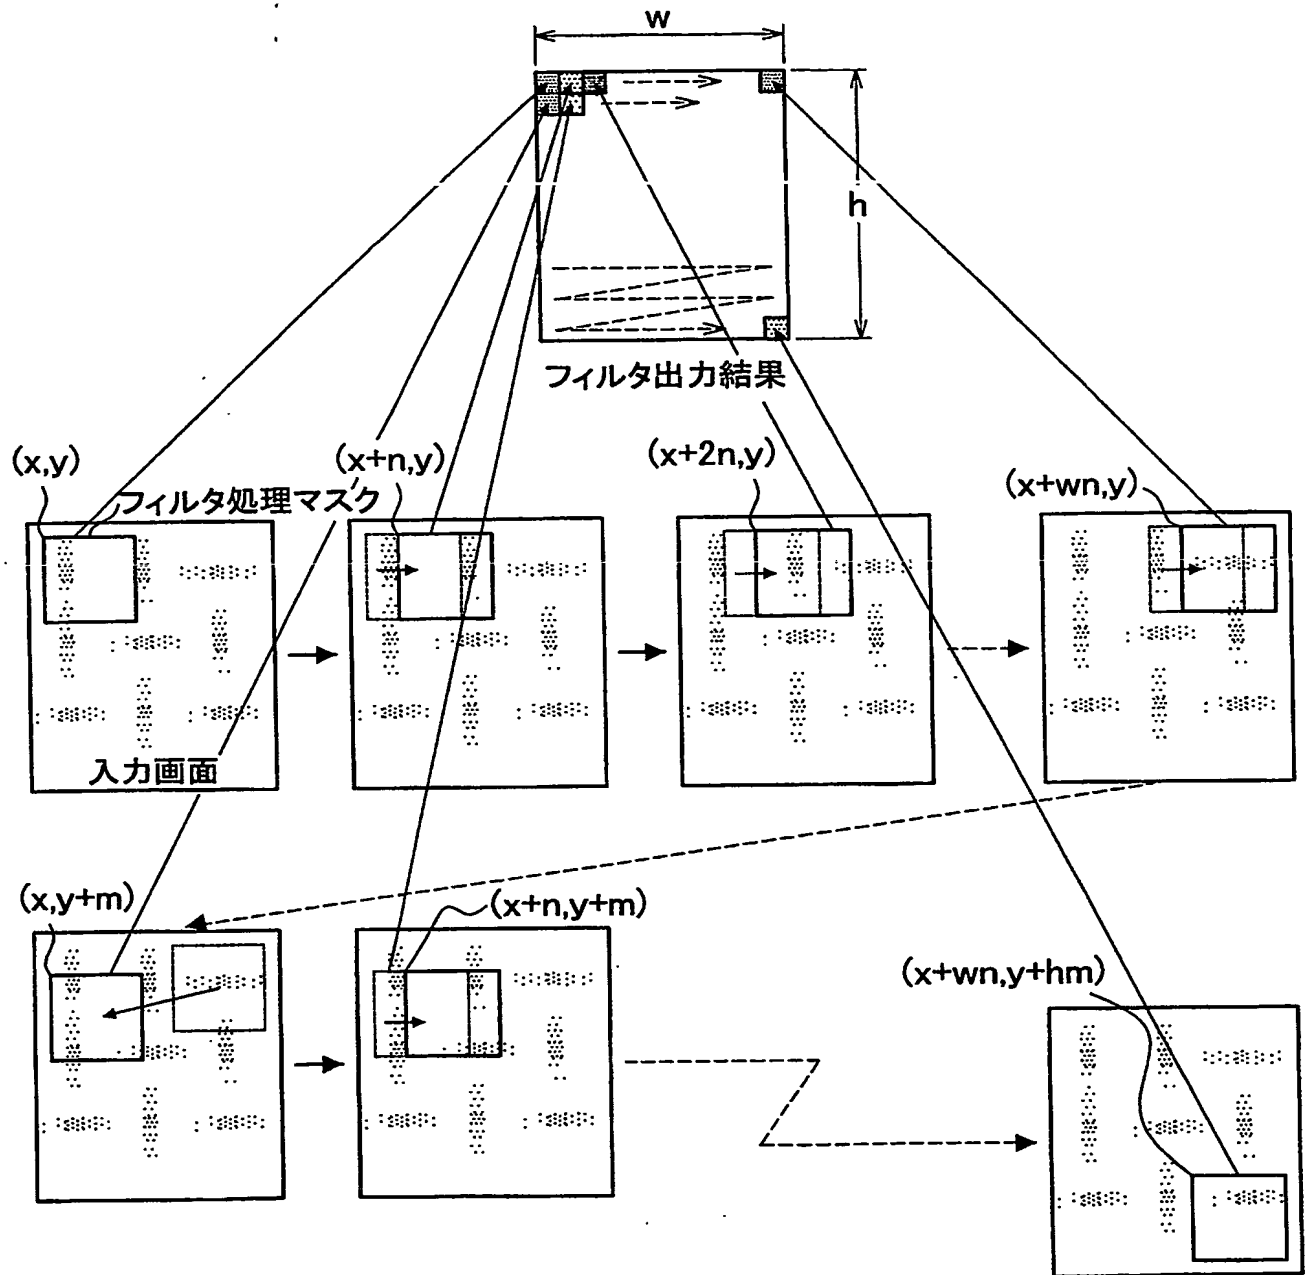 w
h
フィルタ出力結果
(x,y)
(x+n,y)
(x+2n,y)
(x+wn,y)
フィルタ処理マスク
入力画面
(x,y+m)
(x+n,y+m)
(x+wn,y+hm)